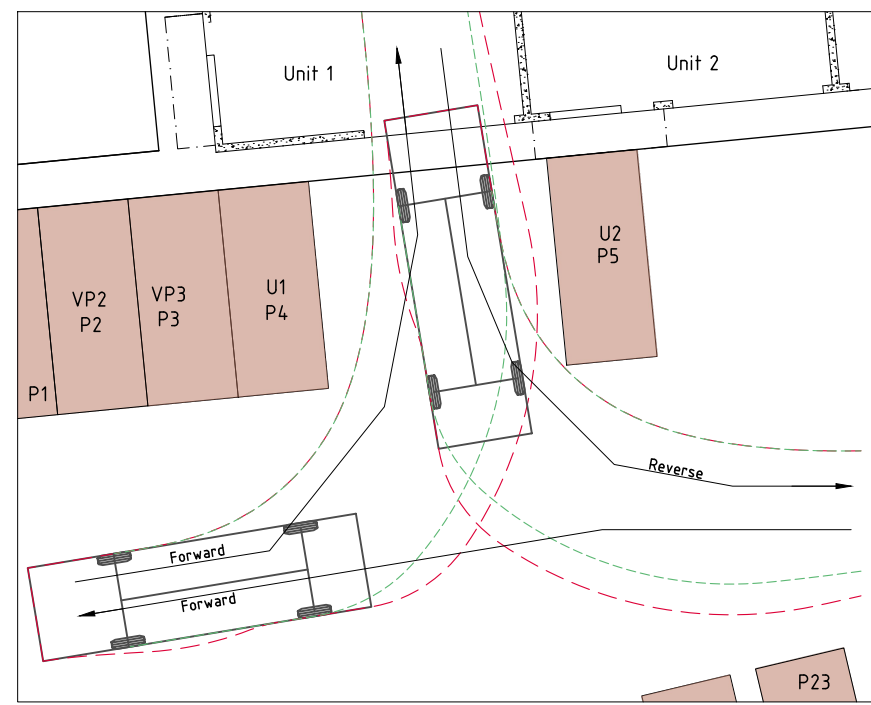 Unit 1
Unit 2
U2
P5
VP2
P2
VP3
P3
U1
P4
P1
Reverse
Forward
Forward
P23